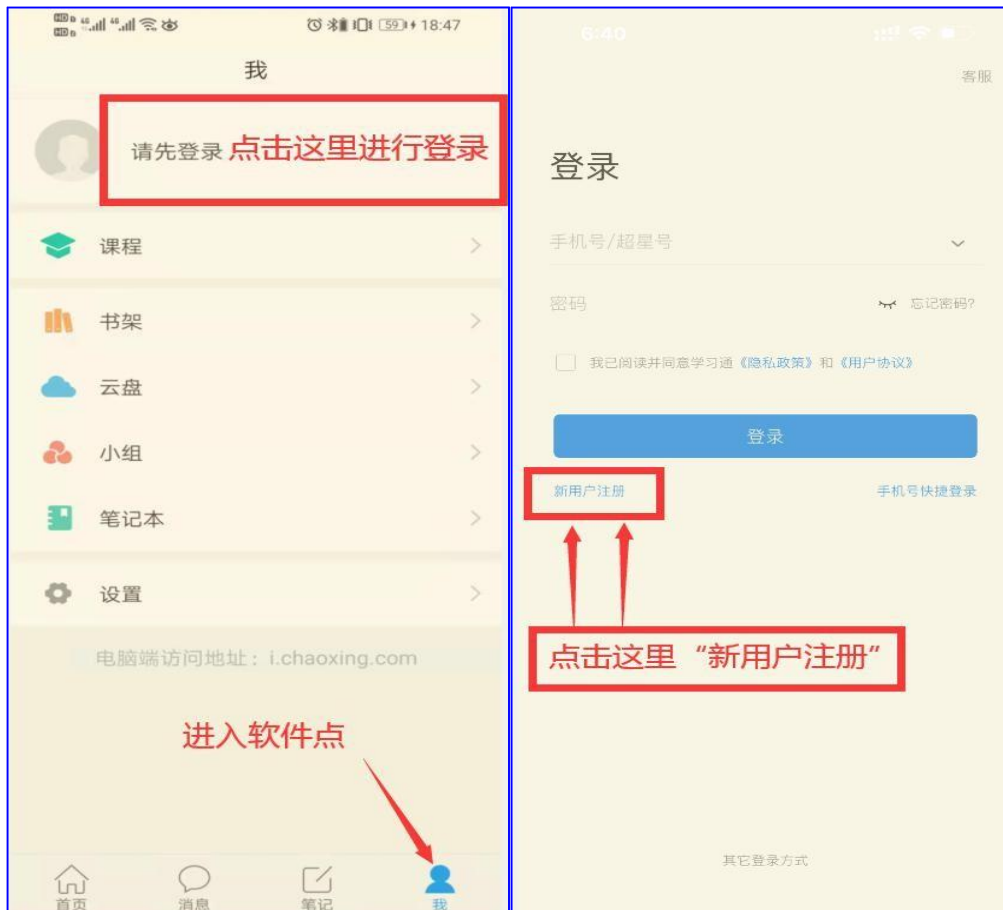 HD D 4G 4G 59 18:47
HD D
我
请先登录 点击这里进行登录
课程
书架
云盘
小组
笔记本
设置
电脑端访问地址：i.chaoxing.com
进入软件点
首页 消息 笔记 我
6:40
客服
登录
手机号/超星号
密码 忘记密码?
我已阅读并同意学习通《隐私政策》和《用户协议》
登录
新用户注册 手机号快捷登录
点击这里“新用户注册”
其它登录方式